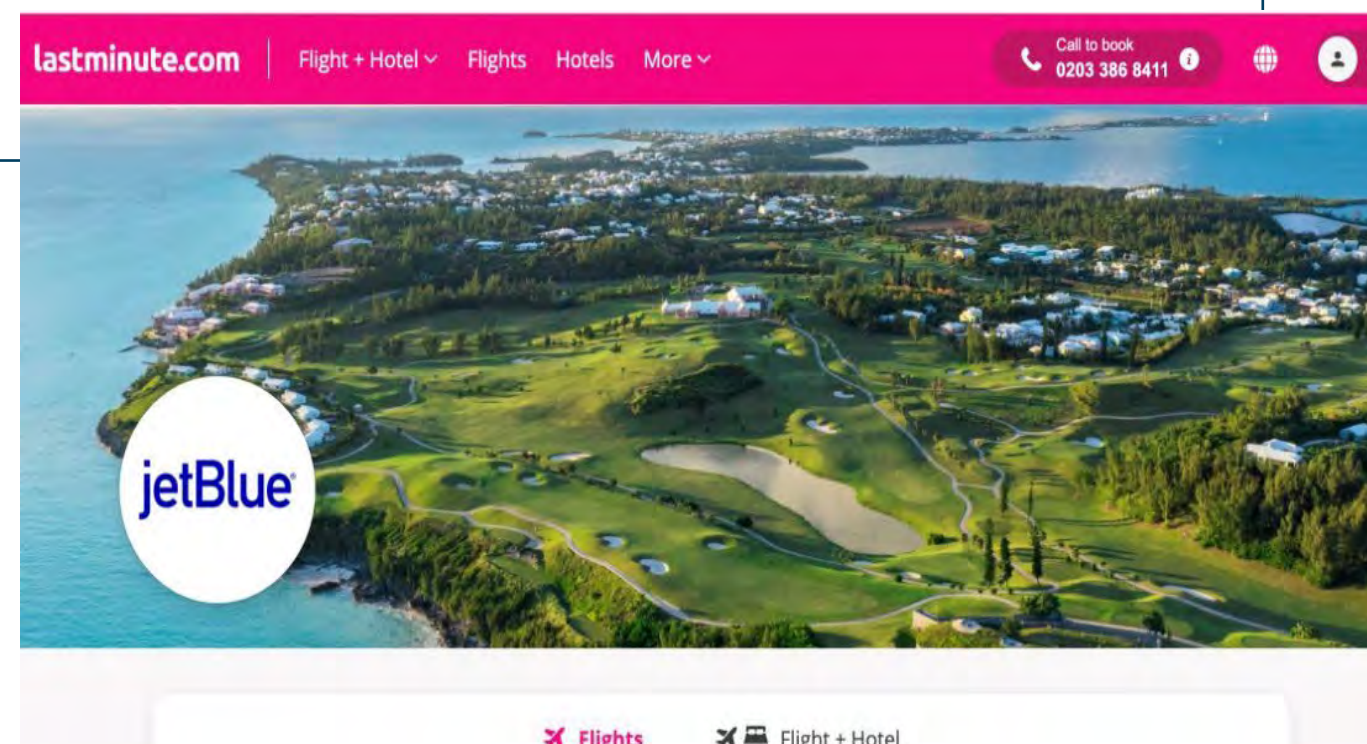 lastminute.com
Flight + Hotel
Flights
Hotels
More
Call to book
0203 386 8411
jetBlue
Flights
Flight + Hotel